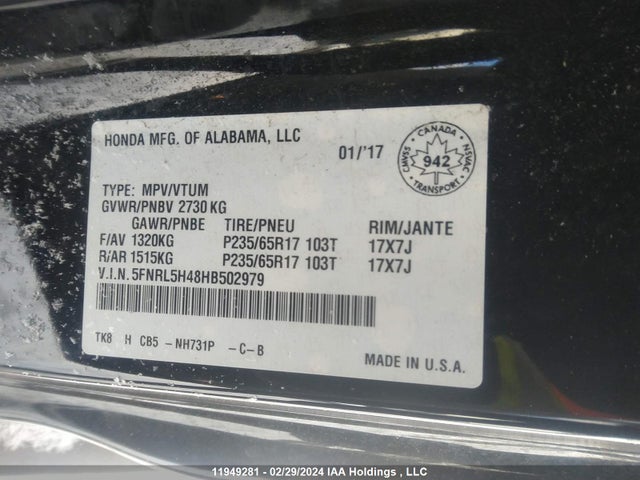 HONDA MFG. OF ALABAMA, LLC
01/'17
CANADA
CMVSS 942 NSVAC
TRANSPORT
TYPE: MPV/VTUM
GVWR/PNBV 2730 KG
GAWR/PNBE TIRE/PNEU RIM/JANTE
F/AV 1320KG P235/65R17 103T 17X7J
R/AR 1515KG P235/65R17 103T 17X7J
V.I.N. 5FNRL5H48HB502979
TK8 H CB5 -NH731P -C-B
MADE IN U.S.A.
11949281 - 02/29/2024 IAA Holdings , LLC